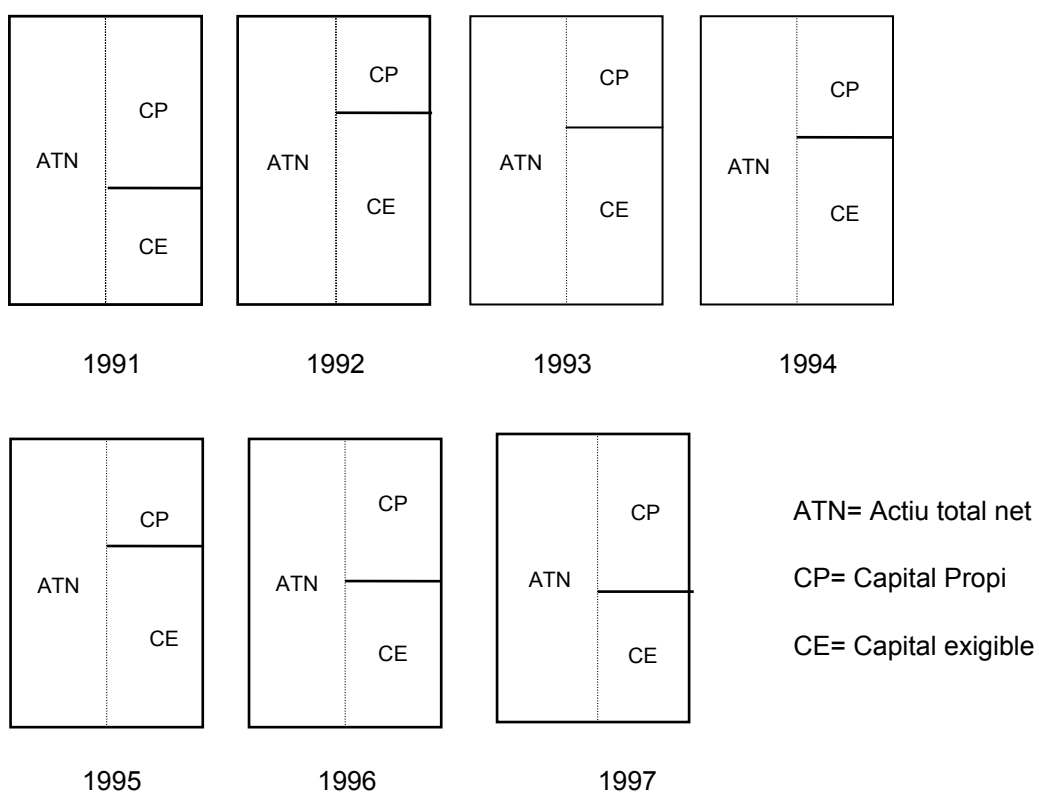 CP
ATN
CE
CP
ATN
CE
CP
ATN
CE
CP
ATN
CE
1991
1992
1993
1994
CP
ATN
CE
CP
ATN
CE
CP
ATN
CE
ATN= Actiu total net
CP= Capital Propi
CE= Capital exigible
1995
1996
1997